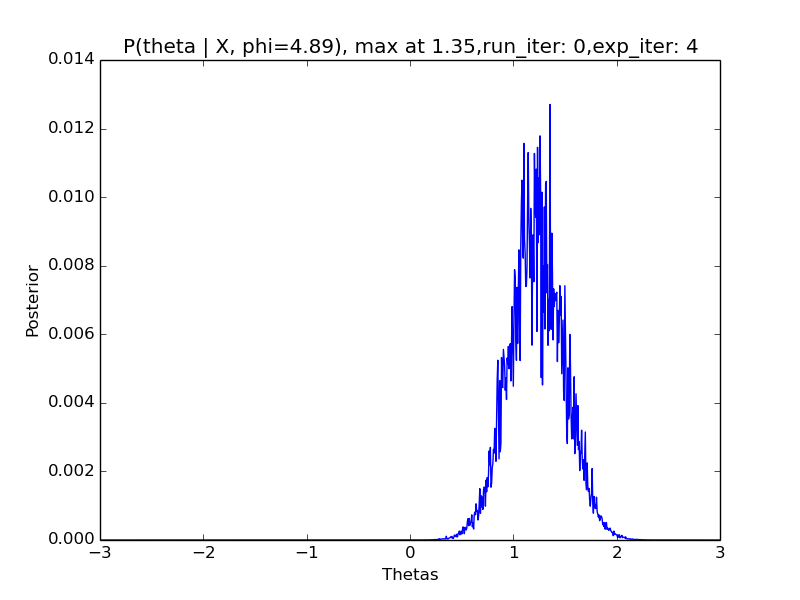 P(theta | X, phi=4.89), max at 1.35,run_iter: 0,exp_iter: 4
0.014
0.012
0.010
0.008
0.006
0.004
0.002
0.000
Posterior
−3 −2 −1 0 1 2 3
Thetas